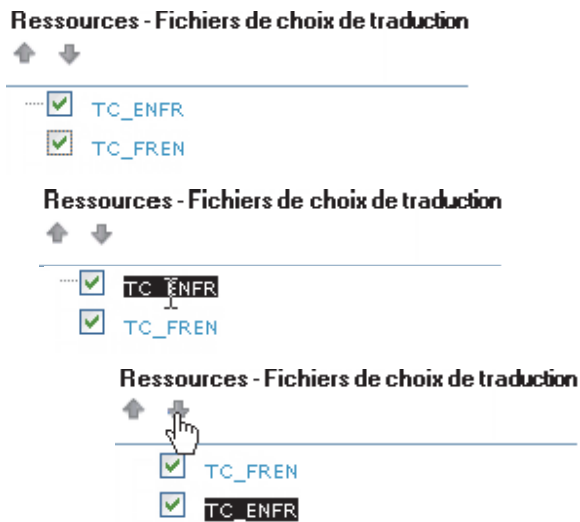 Ressources - Fichiers de choix de traduction
TC_ENFR
TC_FREN
Ressources - Fichiers de choix de traduction
TC_ENFR
TC_FREN
Ressources - Fichiers de choix de traduction
TC_FREN
TC_ENFR